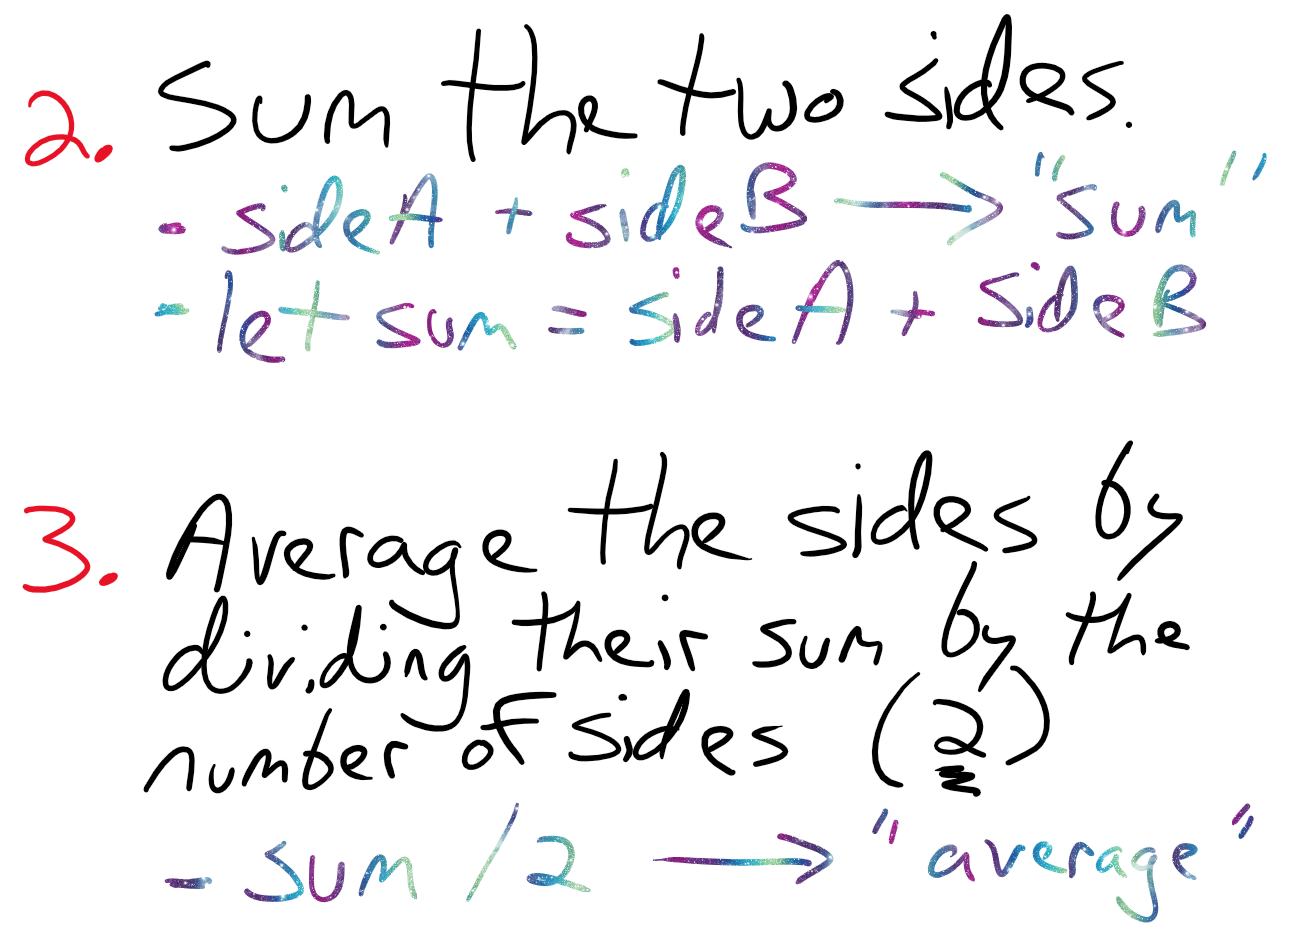 2. Sum the two sides.
- sideA + sideB → "sum"
- let sum = sideA + sideB
3. Average the sides by
dividing their sum by the
number of sides (2)
- sum /2 → "average"